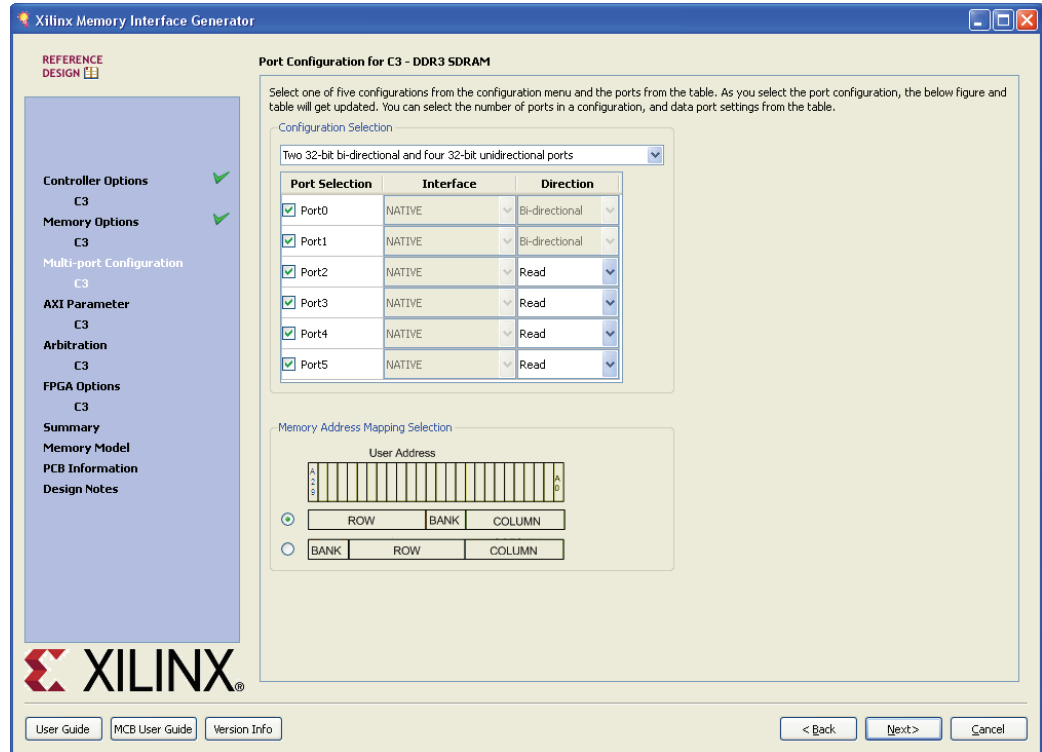 Xilinx Memory Interface Generator
REFERENCE
DESIGN
Controller Options
C3
Memory Options
C3
Multi-port Configuration
C3
AXI Parameter
C3
Arbitration
C3
FPGA Options
C3
Summary
Memory Model
PCB Information
Design Notes
XILINX®
Port Configuration for C3 - DDR3 SDRAM
Select one of five configurations from the configuration menu and the ports from the table. As you select the port configuration, the below figure and
table will get updated. You can select the number of ports in a configuration, and data port settings from the table.
Configuration Selection
Two 32-bit bi-directional and four 32-bit unidirectional ports
Port Selection Interface Direction
Port0 NATIVE Bi-directional
Port1 NATIVE Bi-directional
Port2 NATIVE Read
Port3 NATIVE Read
Port4 NATIVE Read
Port5 NATIVE Read
Memory Address Mapping Selection
User Address
A29 A0
ROW BANK COLUMN
BANK ROW COLUMN
User Guide MCB User Guide Version Info < Back Next> Cancel